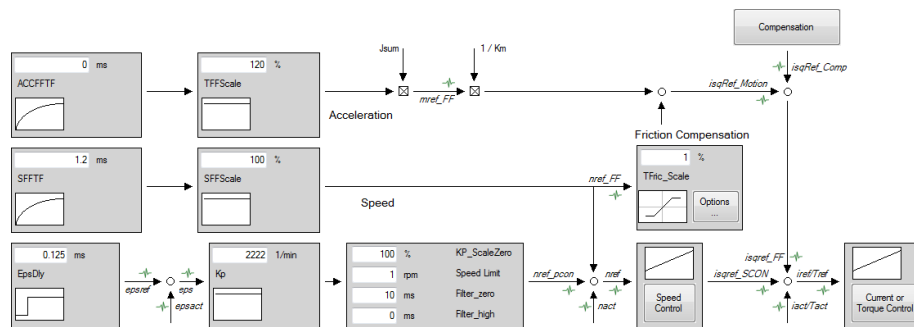 Compensation
Jsum
1 / Km
isqRef_Comp
0 ms
ACCFFTF
120 %
TFFScale
mref_FF
isqRef_Motion
Acceleration
Friction Compensation
1.2 ms
SFFTF
100 %
SFFScale
1 %
TFric_Scale
nref_FF
Options
...
Speed
0.125 ms
EpsDly
2222 1/min
Kp
100 % KP_ScaleZero
1 rpm Speed Limit
10 ms Filter_zero
0 ms Filter_high
epsref
eps
epsact
nref_pcon
nref
nact
Speed
Control
isqref_FF
isqref_SCON
iref/Tref
iact/Tact
Current or
Torque Control